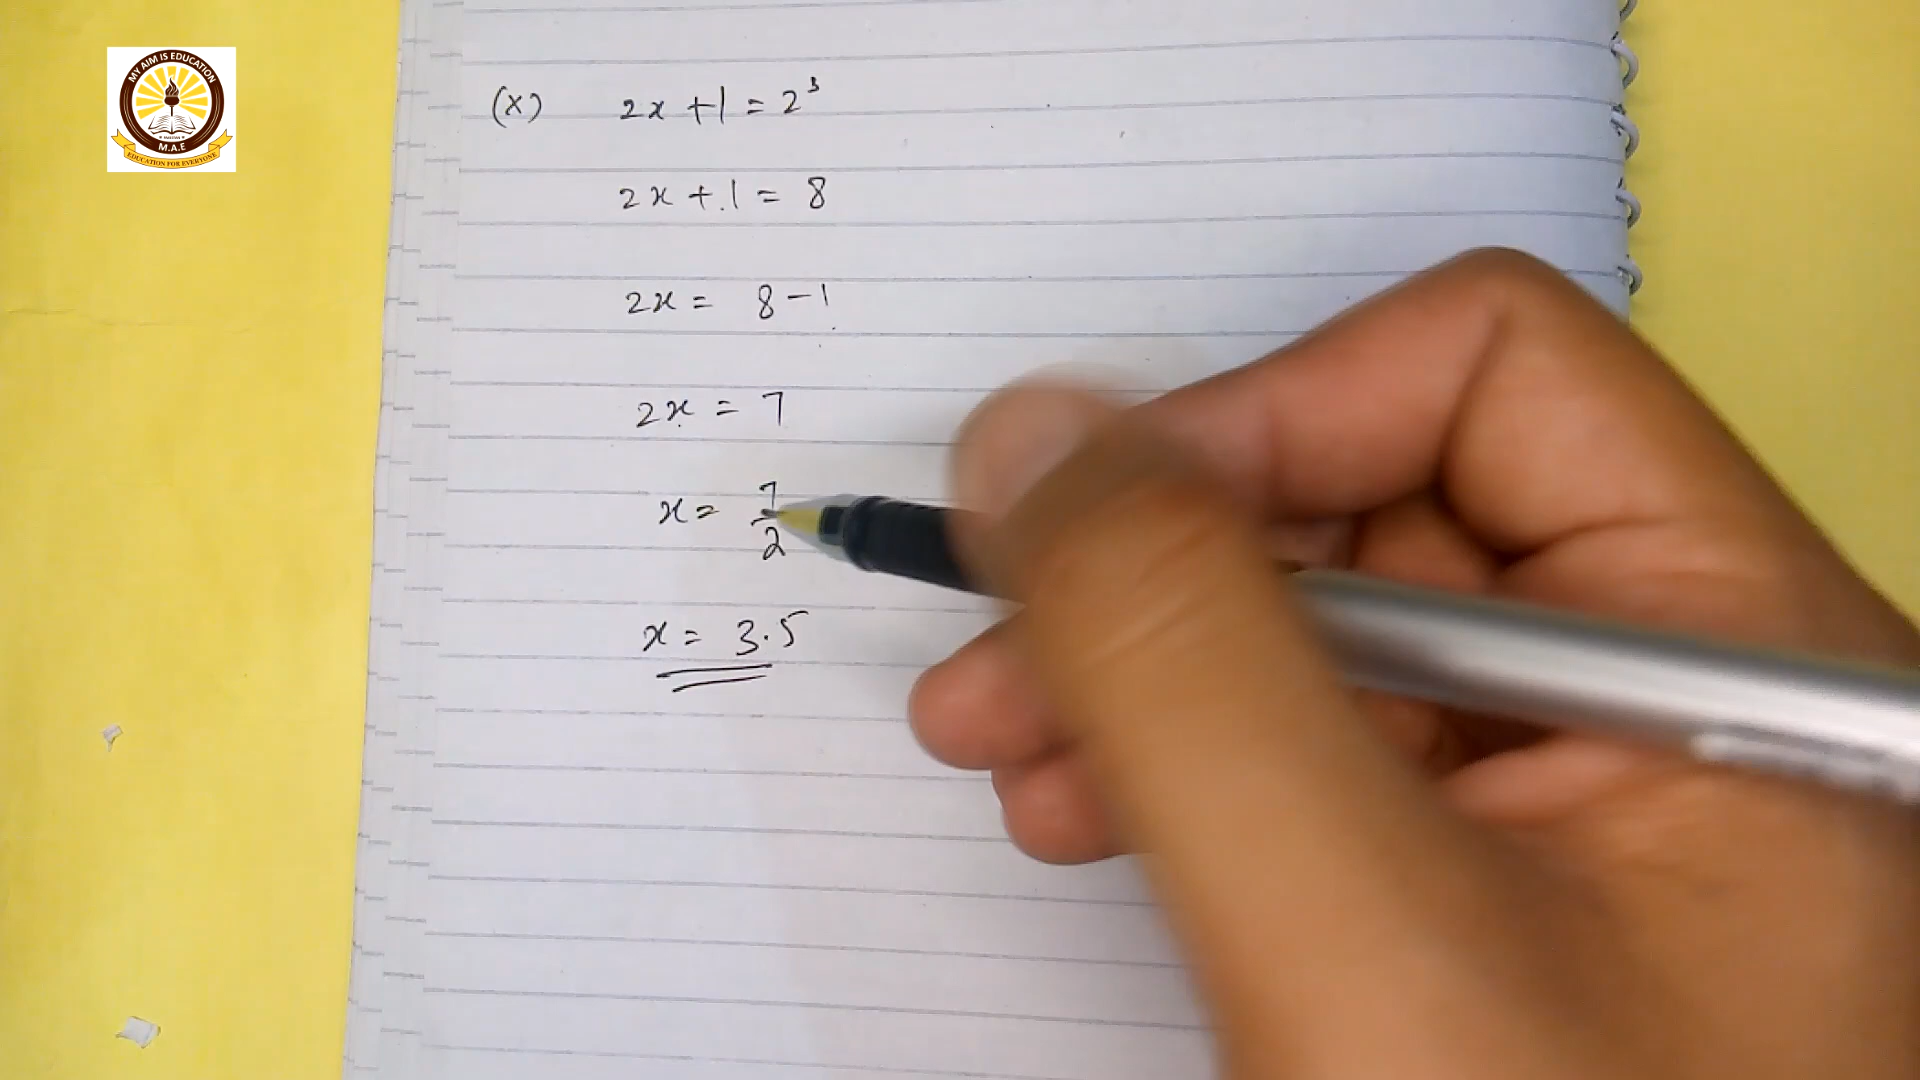 MY AIM IS EDUCATION
M.A.E
EDUCATION FOR EVERYONE
(X) 2x + 1 = 2³
2x + 1 = 8
2x = 8 - 1
2x = 7
x = 7/2
x = 3.5